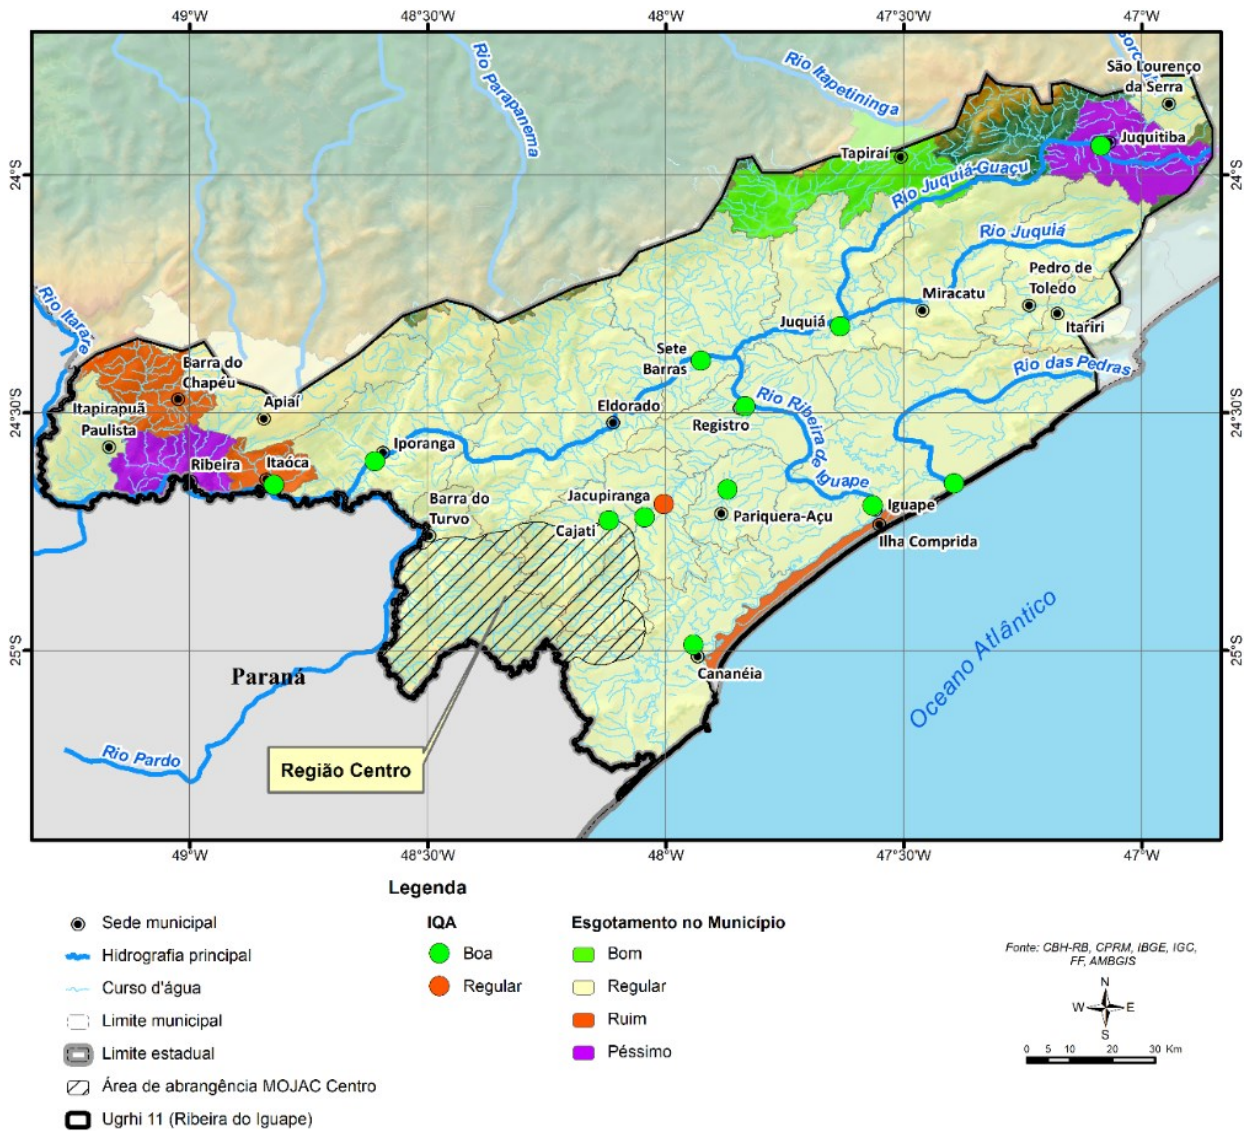 49°W
48°30'W
48°W
47°30'W
47°W
Rio Parapanema
Rio Itapetininga
Sorocab
São Lourenço
da Serra
Juquitiba
Tapiraí
24°S
24°S
Rio Juquiá-Guaçu
Rio Juquiá
Pedro de
Toledo
Miracatu
Itariri
Juquiá
Rio Itararé
Sete
Barras
Rio das Pedras
Barra do
Chapéu
Itapirapuã
Paulista
Apiaí
24°30'S
24°30'S
Eldorado
Registro
Rio Ribeira de Iguape
Iporanga
Ribeira
Itaóca
Barra do
Turvo
Jacupiranga
Cajati
Pariquera-Açu
Iguape
Ilha Comprida
25°S
25°S
Cananéia
Paraná
Oceano Atlântico
Rio Pardo
Região Centro
49°W
48°30'W
48°W
47°30'W
47°W
Legenda
Sede municipal
Hidrografia principal
Curso d'água
Limite municipal
Limite estadual
Área de abrangência MOJAC Centro
Ugrhi 11 (Ribeira do Iguape)
IQA
Boa
Regular
Esgotamento no Município
Bom
Regular
Ruim
Péssimo
Fonte: CBH-RB, CPRM, IBGE, IGC,
FF, AMBGIS
N
W E
S
0 5 10 20 30 Km